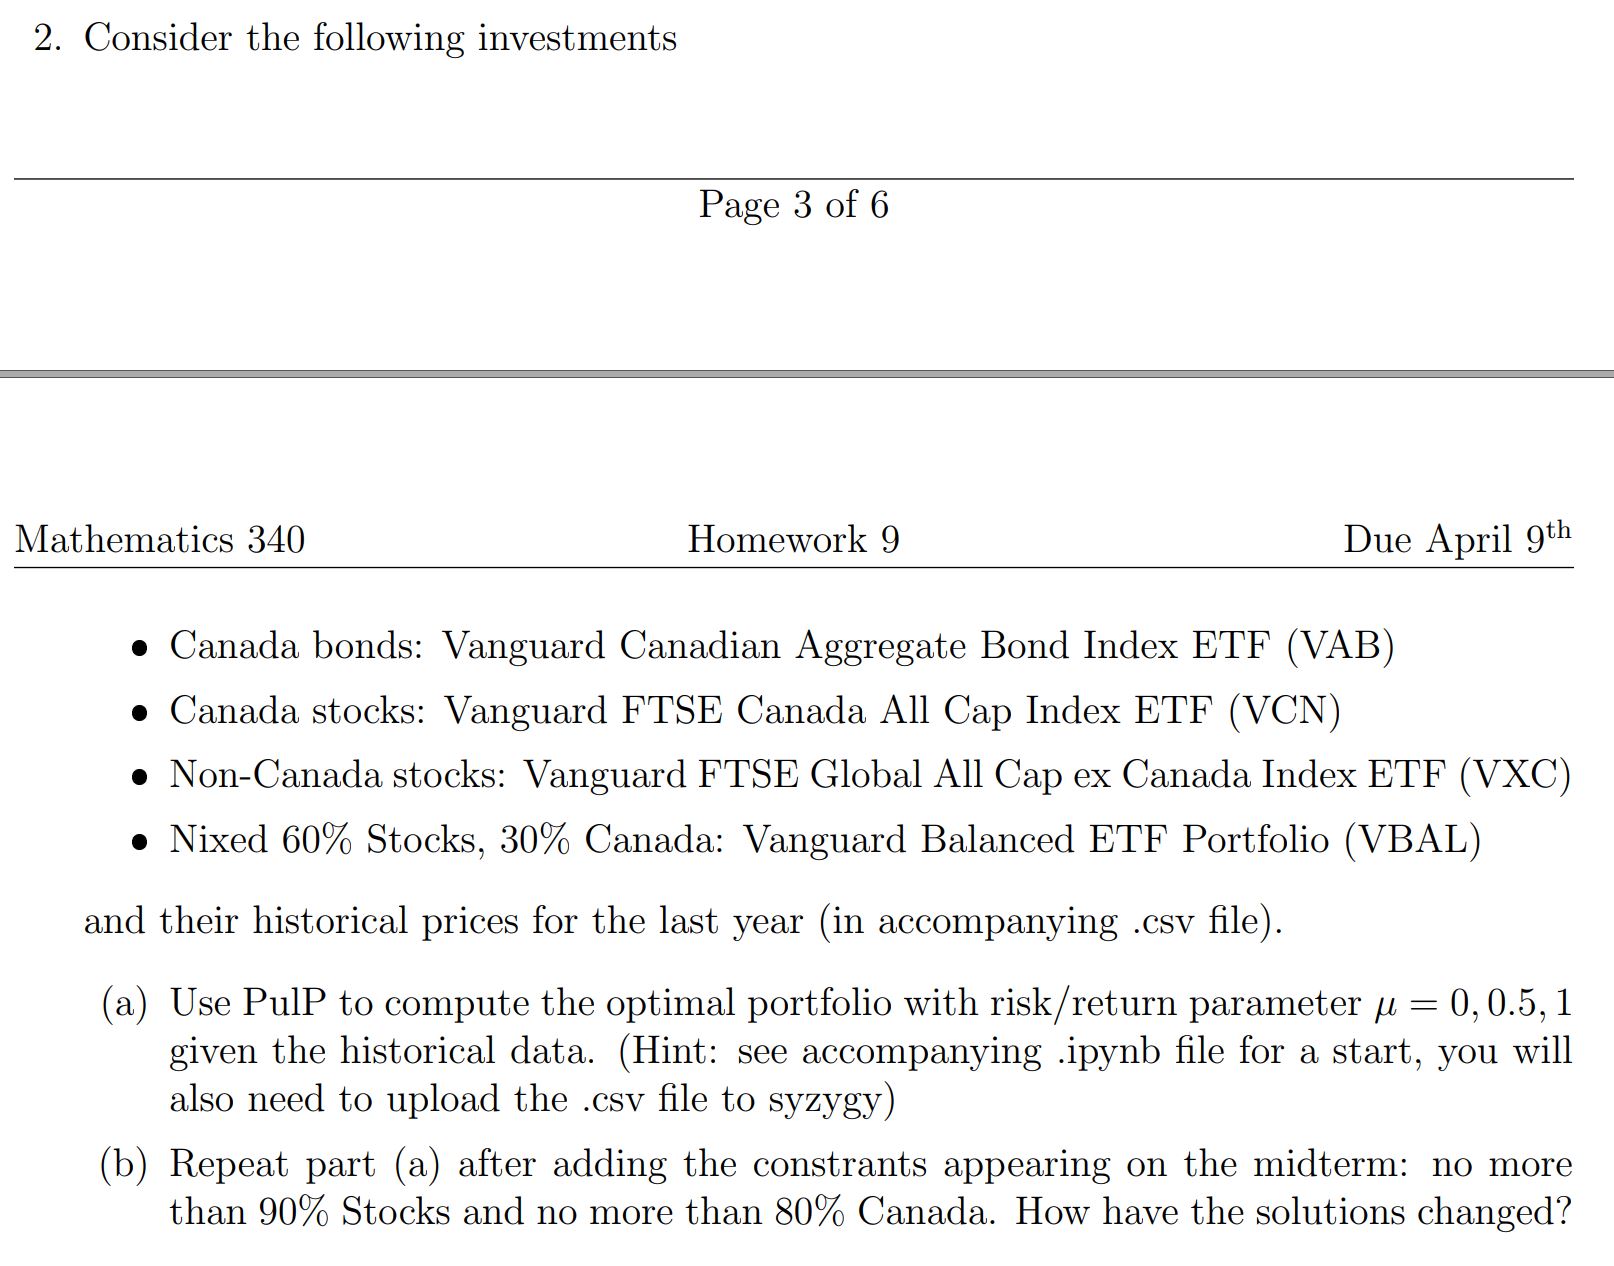 2. Consider the following investments
Page 3 of 6
Mathematics 340 Homework 9 Due April 9th
• Canada bonds: Vanguard Canadian Aggregate Bond Index ETF (VAB)
• Canada stocks: Vanguard FTSE Canada All Cap Index ETF (VCN)
• Non-Canada stocks: Vanguard FTSE Global All Cap ex Canada Index ETF (VXC)
• Nixed 60% Stocks, 30% Canada: Vanguard Balanced ETF Portfolio (VBAL)
and their historical prices for the last year (in accompanying .csv file).
(a) Use PulP to compute the optimal portfolio with risk/return parameter μ = 0, 0.5, 1
given the historical data. (Hint: see accompanying .ipynb file for a start, you will
also need to upload the .csv file to syzygy)
(b) Repeat part (a) after adding the constrants appearing on the midterm: no more
than 90% Stocks and no more than 80% Canada. How have the solutions changed?